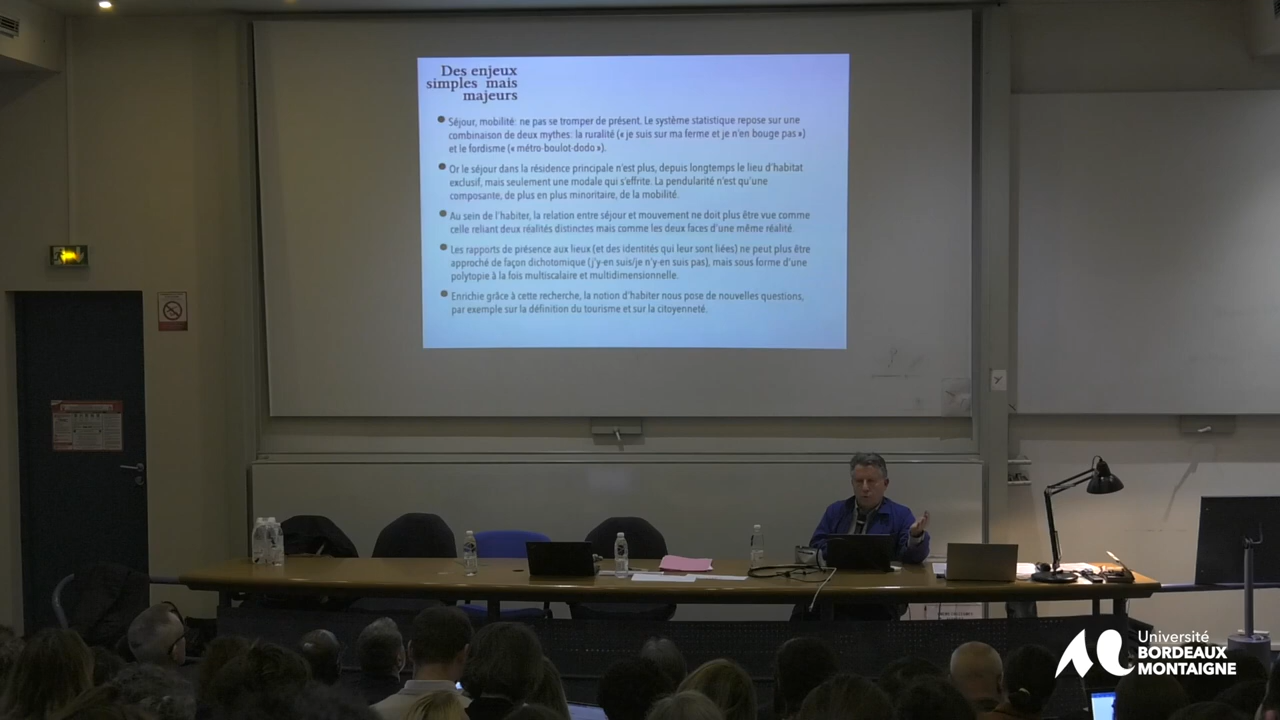 Des enjeux
simples mais
majeurs
Séjour, mobilité: ne pas se tromper de présent. Le système statistique repose sur une
combinaison de deux mythes: la ruralité (« je suis sur ma ferme et je n'en bouge pas »)
et le fordisme (« métro-boulot-dodo »).
Or le séjour dans la résidence principale n'est plus, depuis longtemps le lieu d'habitat
exclusif, mais seulement une modale qui s'effrite. La pendularité n'est qu'une
composante, de plus en plus minoritaire, de la mobilité.
Au sein de l'habiter, la relation entre séjour et mouvement ne doit plus être vue comme
celle reliant deux réalités distinctes mais comme les deux faces d'une même réalité.
Les rapports de présence aux lieux (et des identités qui leur sont liées) ne peut plus être
approché de façon dichotomique (j'y-en suis/je n'y-en suis pas), mais sous forme d'une
polytopie à la fois multiscalaire et multidimensionnelle.
Enrichie grâce à cette recherche, la notion d'habiter nous pose de nouvelles questions,
par exemple sur la définition du tourisme et sur la citoyenneté.
Université
BORDEAUX
MONTAIGNE